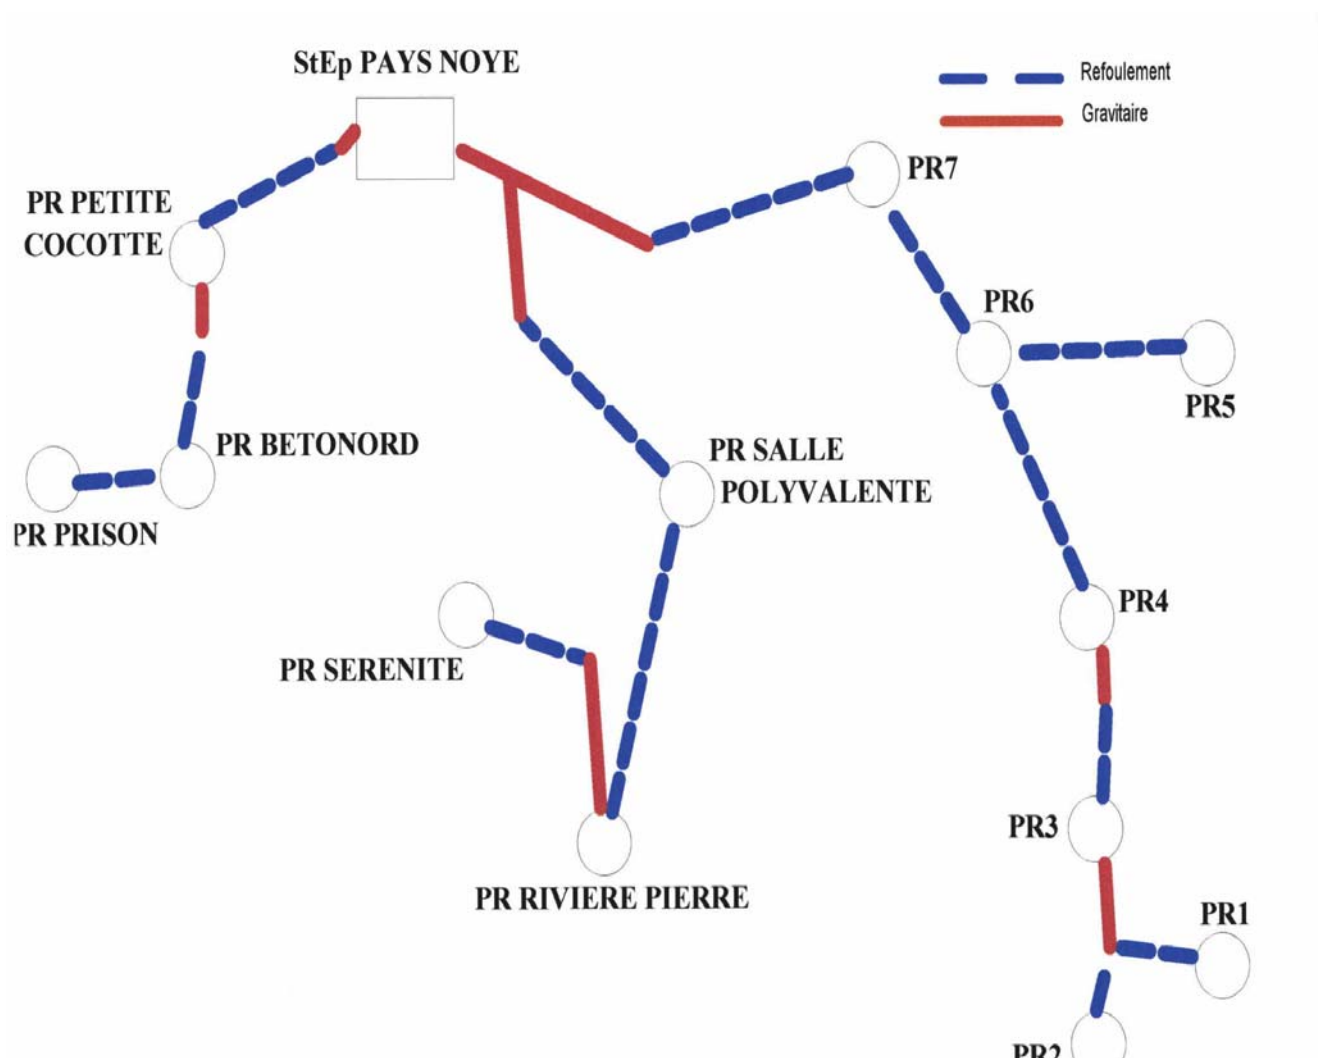 StEp PAYS NOYE
Refoulement
Gravitaire
PR7
PR PETITE
COCOTTE
PR6
PR5
PR BETONORD
PR SALLE
POLYVALENTE
PR PRISON
PR4
PR SERENITE
PR3
PR RIVIERE PIERRE
PR1
PR2